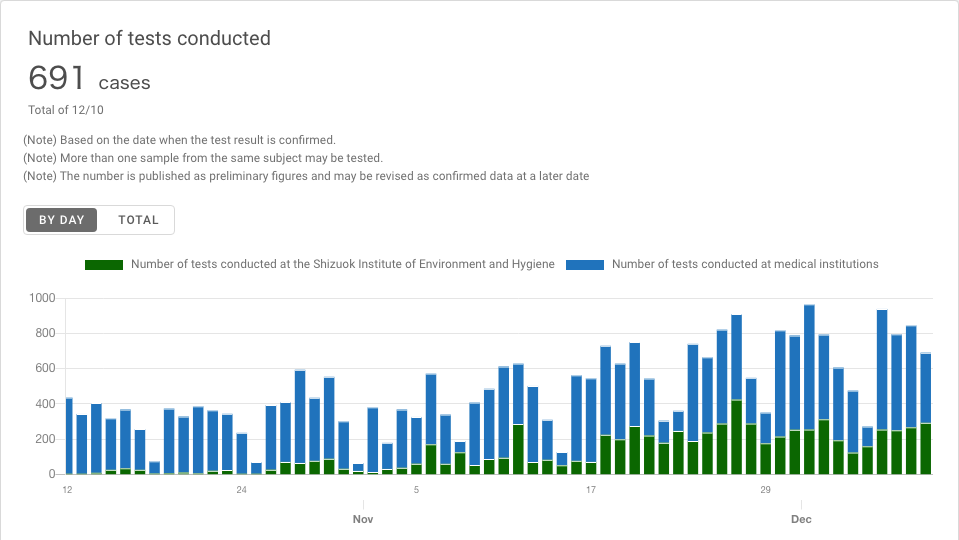 Number of tests conducted
691 cases
Total of 12/10
(Note) Based on the date when the test result is confirmed.
(Note) More than one sample from the same subject may be tested.
(Note) The number is published as preliminary figures and may be revised as confirmed data at a later date
BY DAY TOTAL
Number of tests conducted at the Shizuok Institute of Environment and Hygiene Number of tests conducted at medical institutions
1000
800
600
400
200
0
12 24 5 17 29
Nov Dec